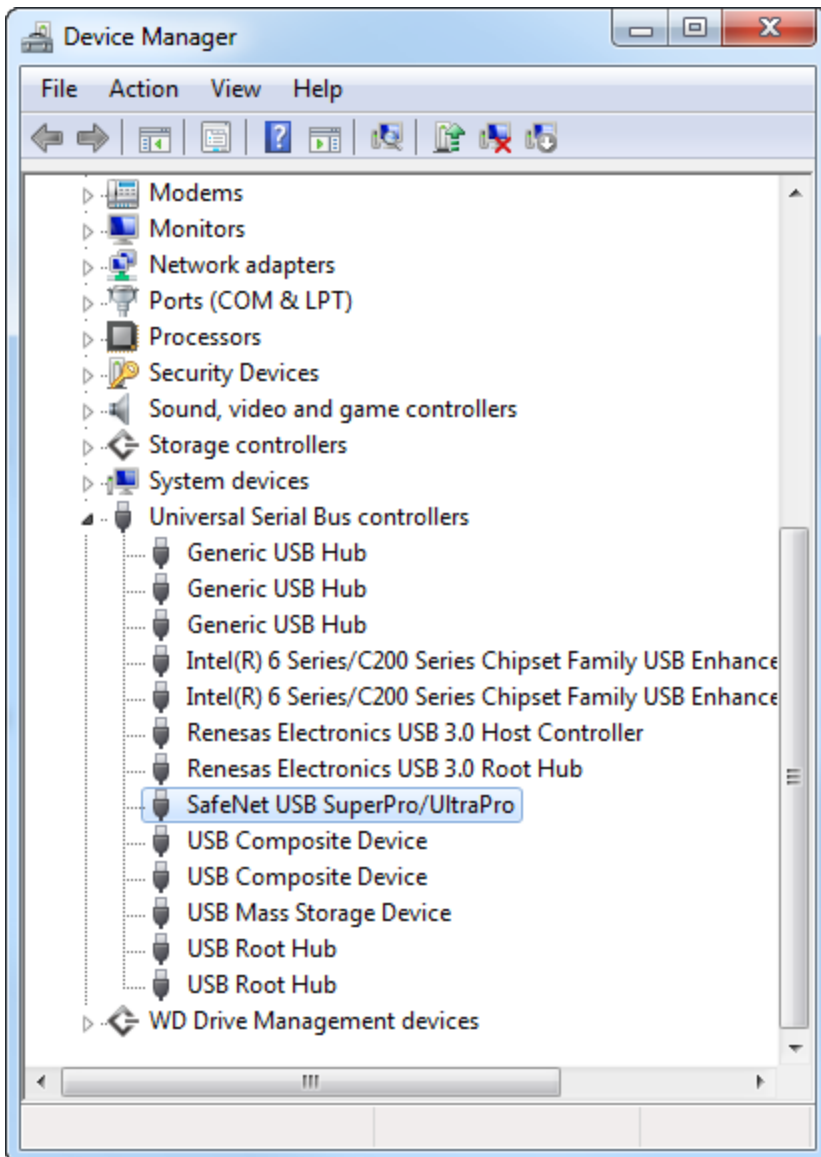 Device Manager
File Action View Help
Modems
Monitors
Network adapters
Ports (COM & LPT)
Processors
Security Devices
Sound, video and game controllers
Storage controllers
System devices
Universal Serial Bus controllers
Generic USB Hub
Generic USB Hub
Generic USB Hub
Intel(R) 6 Series/C200 Series Chipset Family USB Enhance
Intel(R) 6 Series/C200 Series Chipset Family USB Enhance
Renesas Electronics USB 3.0 Host Controller
Renesas Electronics USB 3.0 Root Hub
SafeNet USB SuperPro/UltraPro
USB Composite Device
USB Composite Device
USB Mass Storage Device
USB Root Hub
USB Root Hub
WD Drive Management devices